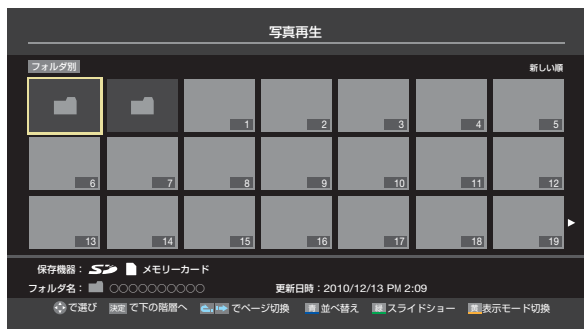 写真再生
フォルダ別 新しい順
1 2 3 4 5
6 7 8 9 10 11 12
13 14 15 16 17 18 19
保存機器： SD メモリーカード
フォルダ名： ○○○○○○○○○○ 更新日時：2010/12/13 PM 2:09
で選び 決定 で下の階層へ でページ切換 青 並べ替え 緑 スライドショー 黄 表示モード切換